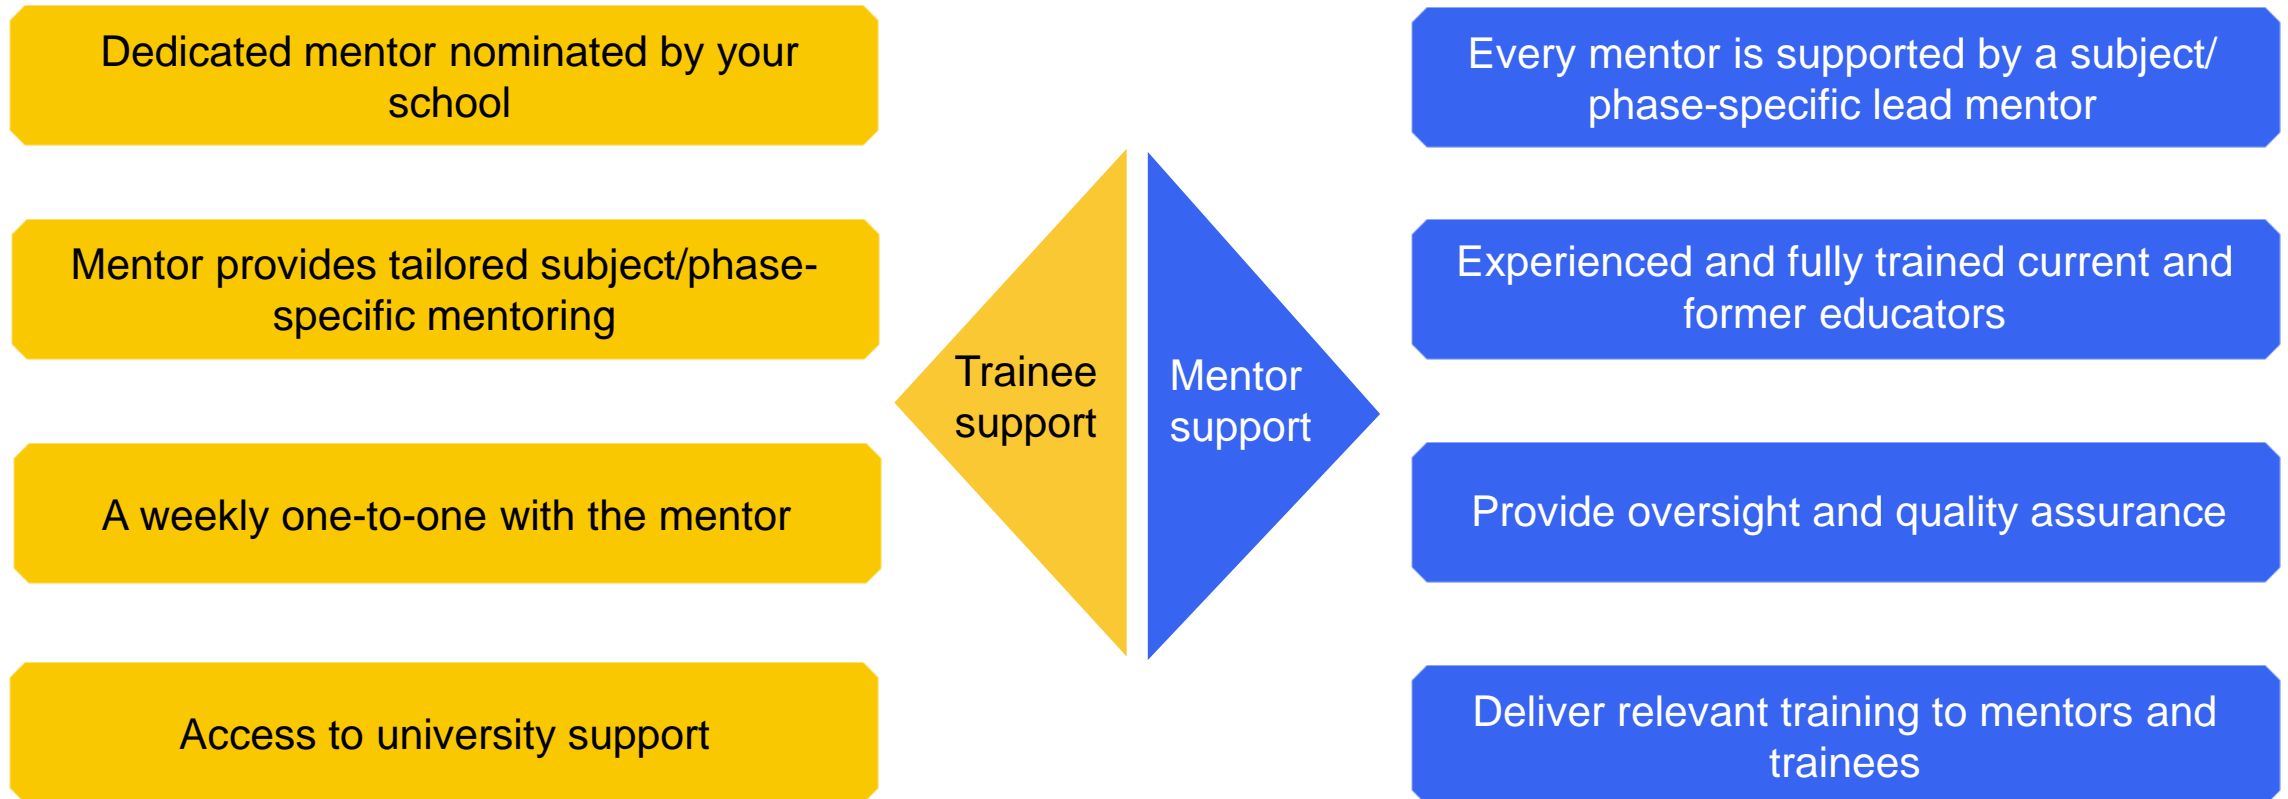 Dedicated mentor nominated by your
school
Mentor provides tailored subject/phase-
specific mentoring
A weekly one-to-one with the mentor
Access to university support
Trainee
support
Mentor
support
Every mentor is supported by a subject/
phase-specific lead mentor
Experienced and fully trained current and
former educators
Provide oversight and quality assurance
Deliver relevant training to mentors and
trainees